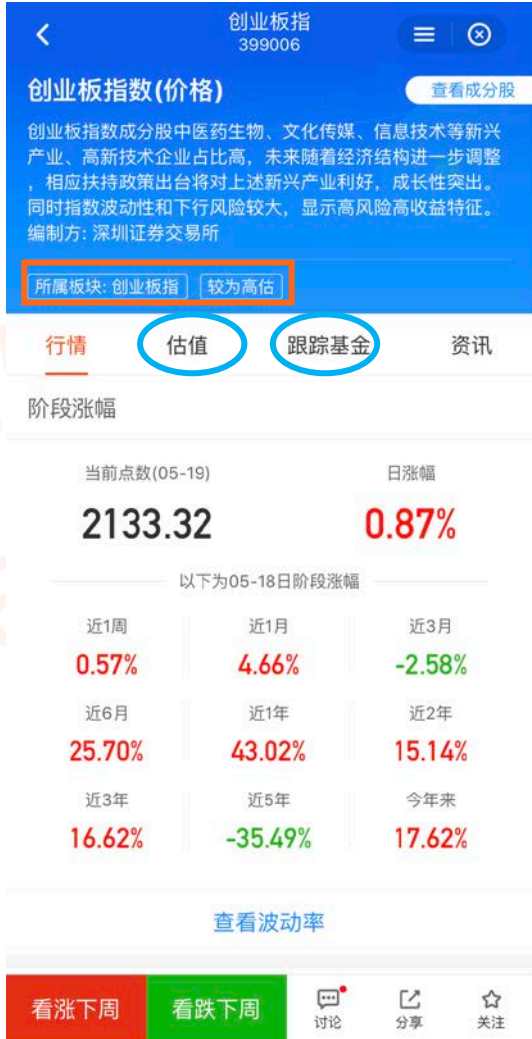 创业板指
399006
创业板指数(价格)
查看成分股
创业板指数成分股中医药生物、文化传媒、信息技术等新兴
产业、高新技术企业占比高，未来随着经济结构进一步调整
，相应扶持政策出台将对上述新兴产业利好，成长性突出。
同时指数波动性和下行风险较大，显示高风险高收益特征。
编制方: 深圳证券交易所
所属板块: 创业板指 较为高估
行情 估值 跟踪基金 资讯
阶段涨幅
当前点数(05-19) 日涨幅
2133.32 0.87%
以下为05-18日阶段涨幅
近1周 近1月 近3月
0.57% 4.66% -2.58%
近6月 近1年 近2年
25.70% 43.02% 15.14%
近3年 近5年 今年来
16.62% -35.49% 17.62%
查看波动率
看涨下周 看跌下周 讨论 分享 关注